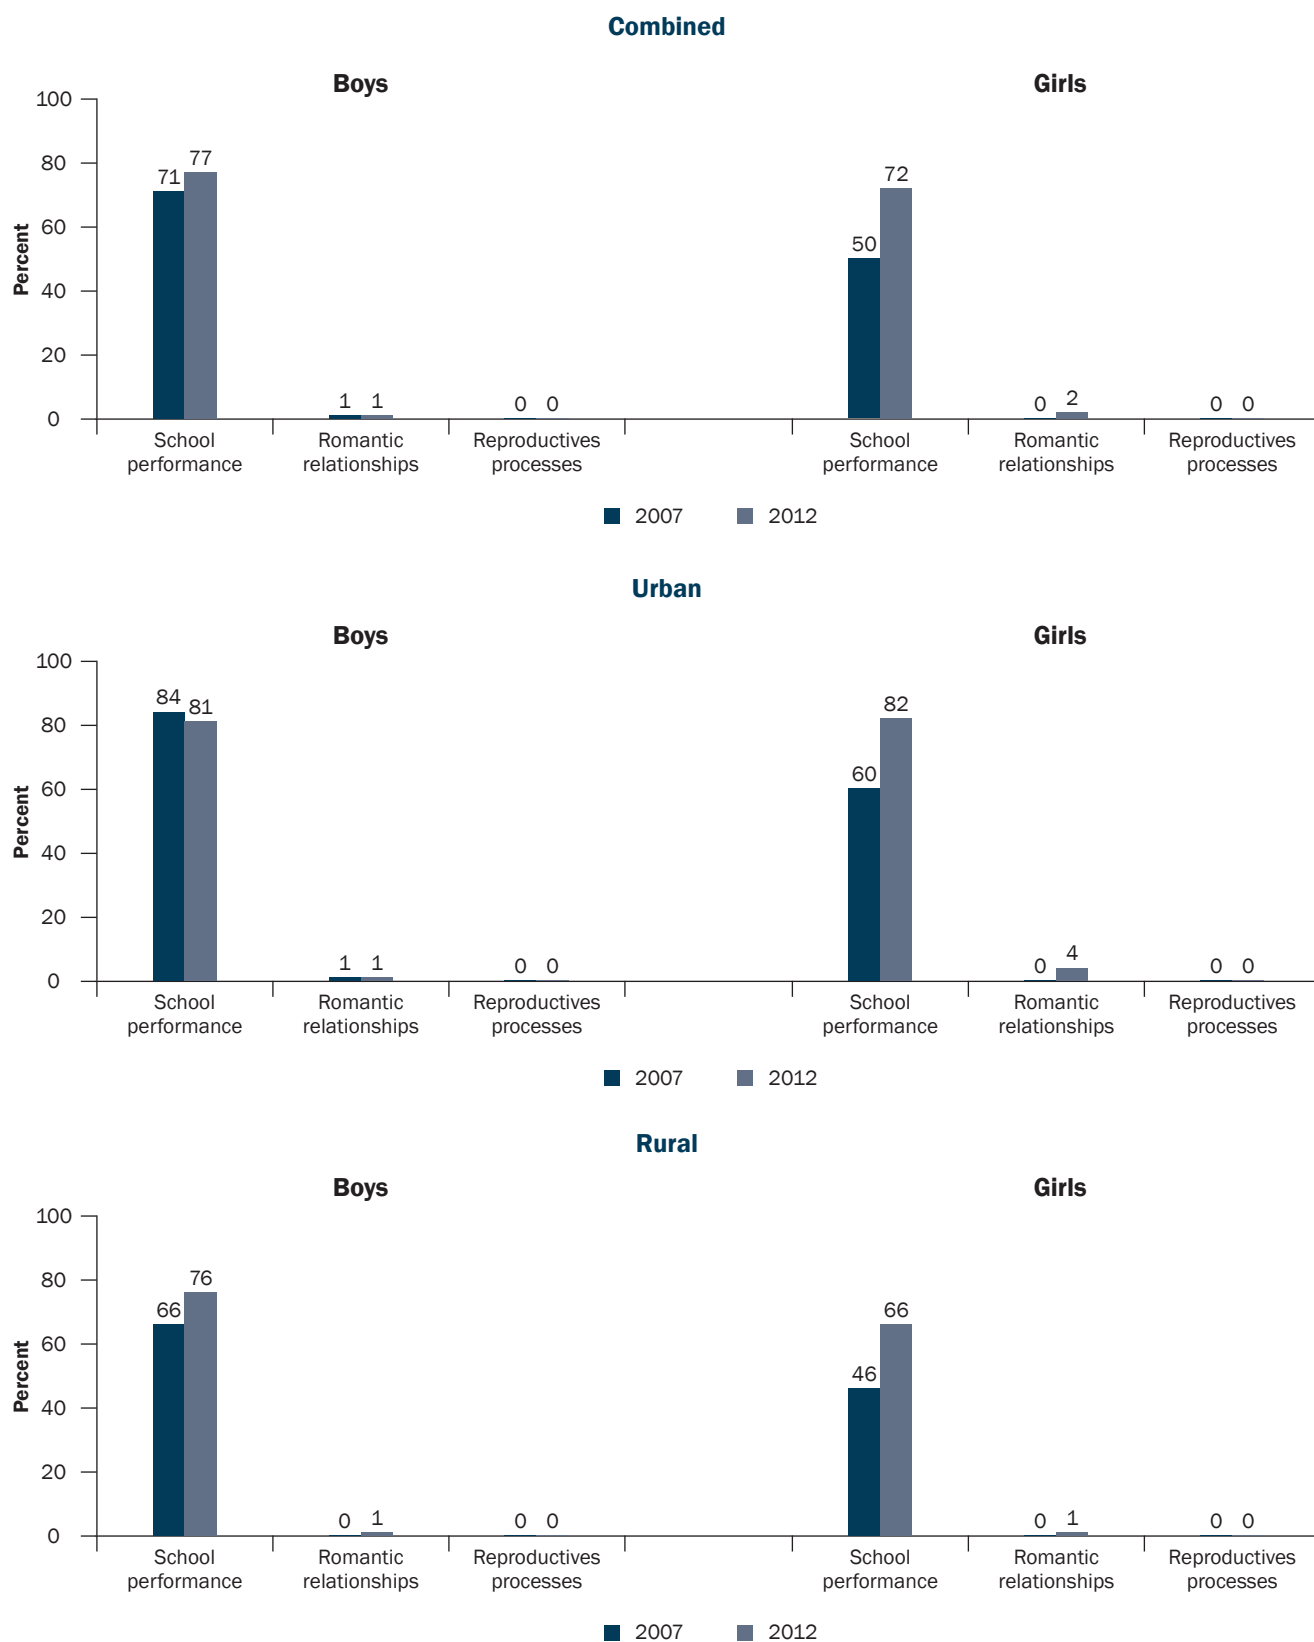 Combined
Boys
Girls
Percent
100
80
60
40
20
0
71
77
1
1
0
0
50
72
0
2
0
0
School
performance
Romantic
relationships
Reproductives
processes
School
performance
Romantic
relationships
Reproductives
processes
2007
2012
Urban
Boys
Girls
Percent
100
80
60
40
20
0
84
81
1
1
0
0
60
82
0
4
0
0
School
performance
Romantic
relationships
Reproductives
processes
School
performance
Romantic
relationships
Reproductives
processes
2007
2012
Rural
Boys
Girls
Percent
100
80
60
40
20
0
66
76
0
1
0
0
46
66
0
1
0
0
School
performance
Romantic
relationships
Reproductives
processes
School
performance
Romantic
relationships
Reproductives
processes
2007
2012